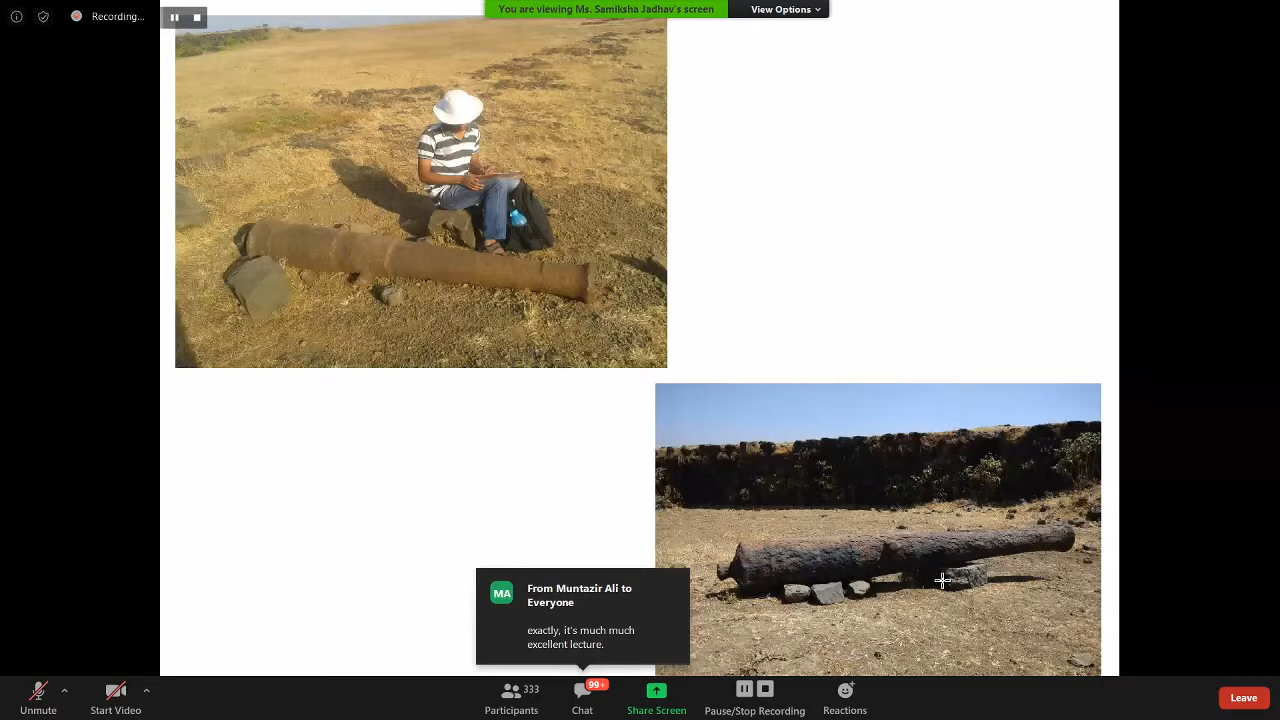 Recording...
You are viewing Ms. Samiksha Jadhav's screen
View Options
MA
From Muntazir Ali to
Everyone
exactly, it's much much
excellent lecture.
Unmute
Start Video
333
Participants
99+
Chat
Share Screen
Pause/Stop Recording
Reactions
Leave